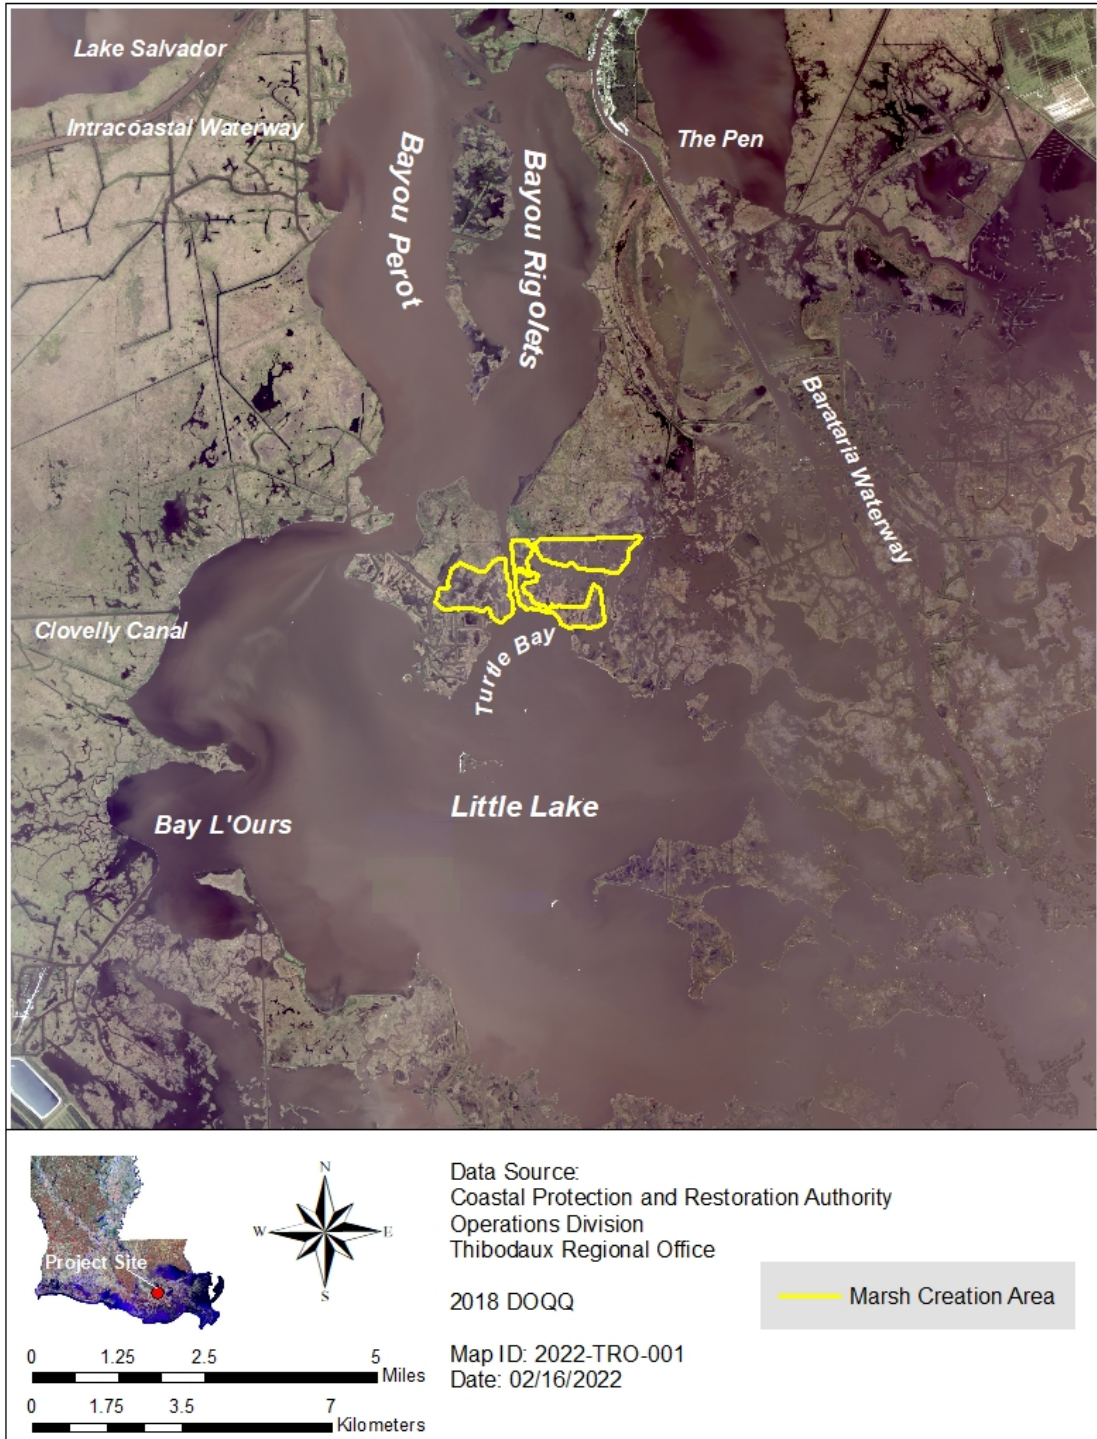 Lake Salvador
Intracoastal Waterway
The Pen
Bayou Perot
Bayou Rigolets
Barataria Waterway
Clovelly Canal
Turtle Bay
Little Lake
Bay L'Ours
Project Site
N
W
E
S
Data Source:
Coastal Protection and Restoration Authority
Operations Division
Thibodaux Regional Office
2018 DOQQ
Map ID: 2022-TRO-001
Date: 02/16/2022
Marsh Creation Area
0 1.25 2.5 5
Miles
0 1.75 3.5 7
Kilometers